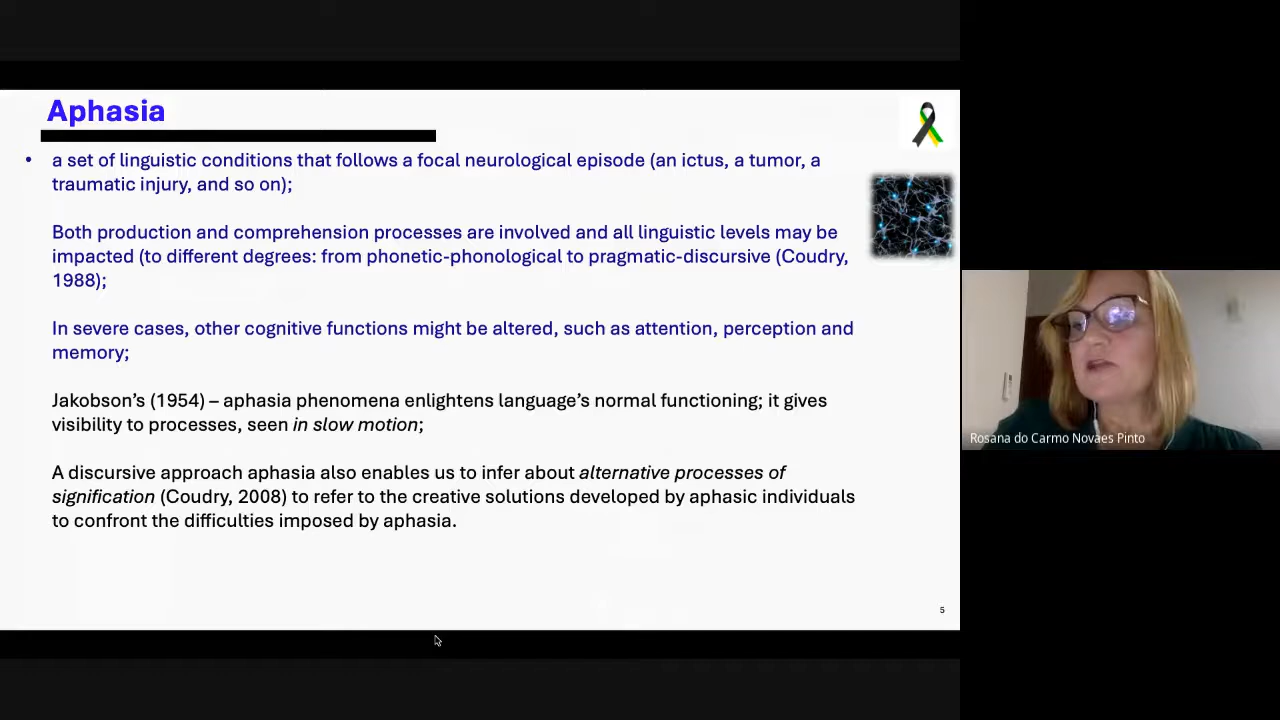 Aphasia
• a set of linguistic conditions that follows a focal neurological episode (an ictus, a tumor, a
traumatic injury, and so on);
Both production and comprehension processes are involved and all linguistic levels may be
impacted (to different degrees: from phonetic-phonological to pragmatic-discursive (Coudry,
1988);
In severe cases, other cognitive functions might be altered, such as attention, perception and
memory;
Jakobson’s (1954) – aphasia phenomena enlightens language’s normal functioning; it gives
visibility to processes, seen in slow motion;
A discursive approach aphasia also enables us to infer about alternative processes of
signification (Coudry, 2008) to refer to the creative solutions developed by aphasic individuals
to confront the difficulties imposed by aphasia.
5
Rosana do Carmo Novaes Pinto